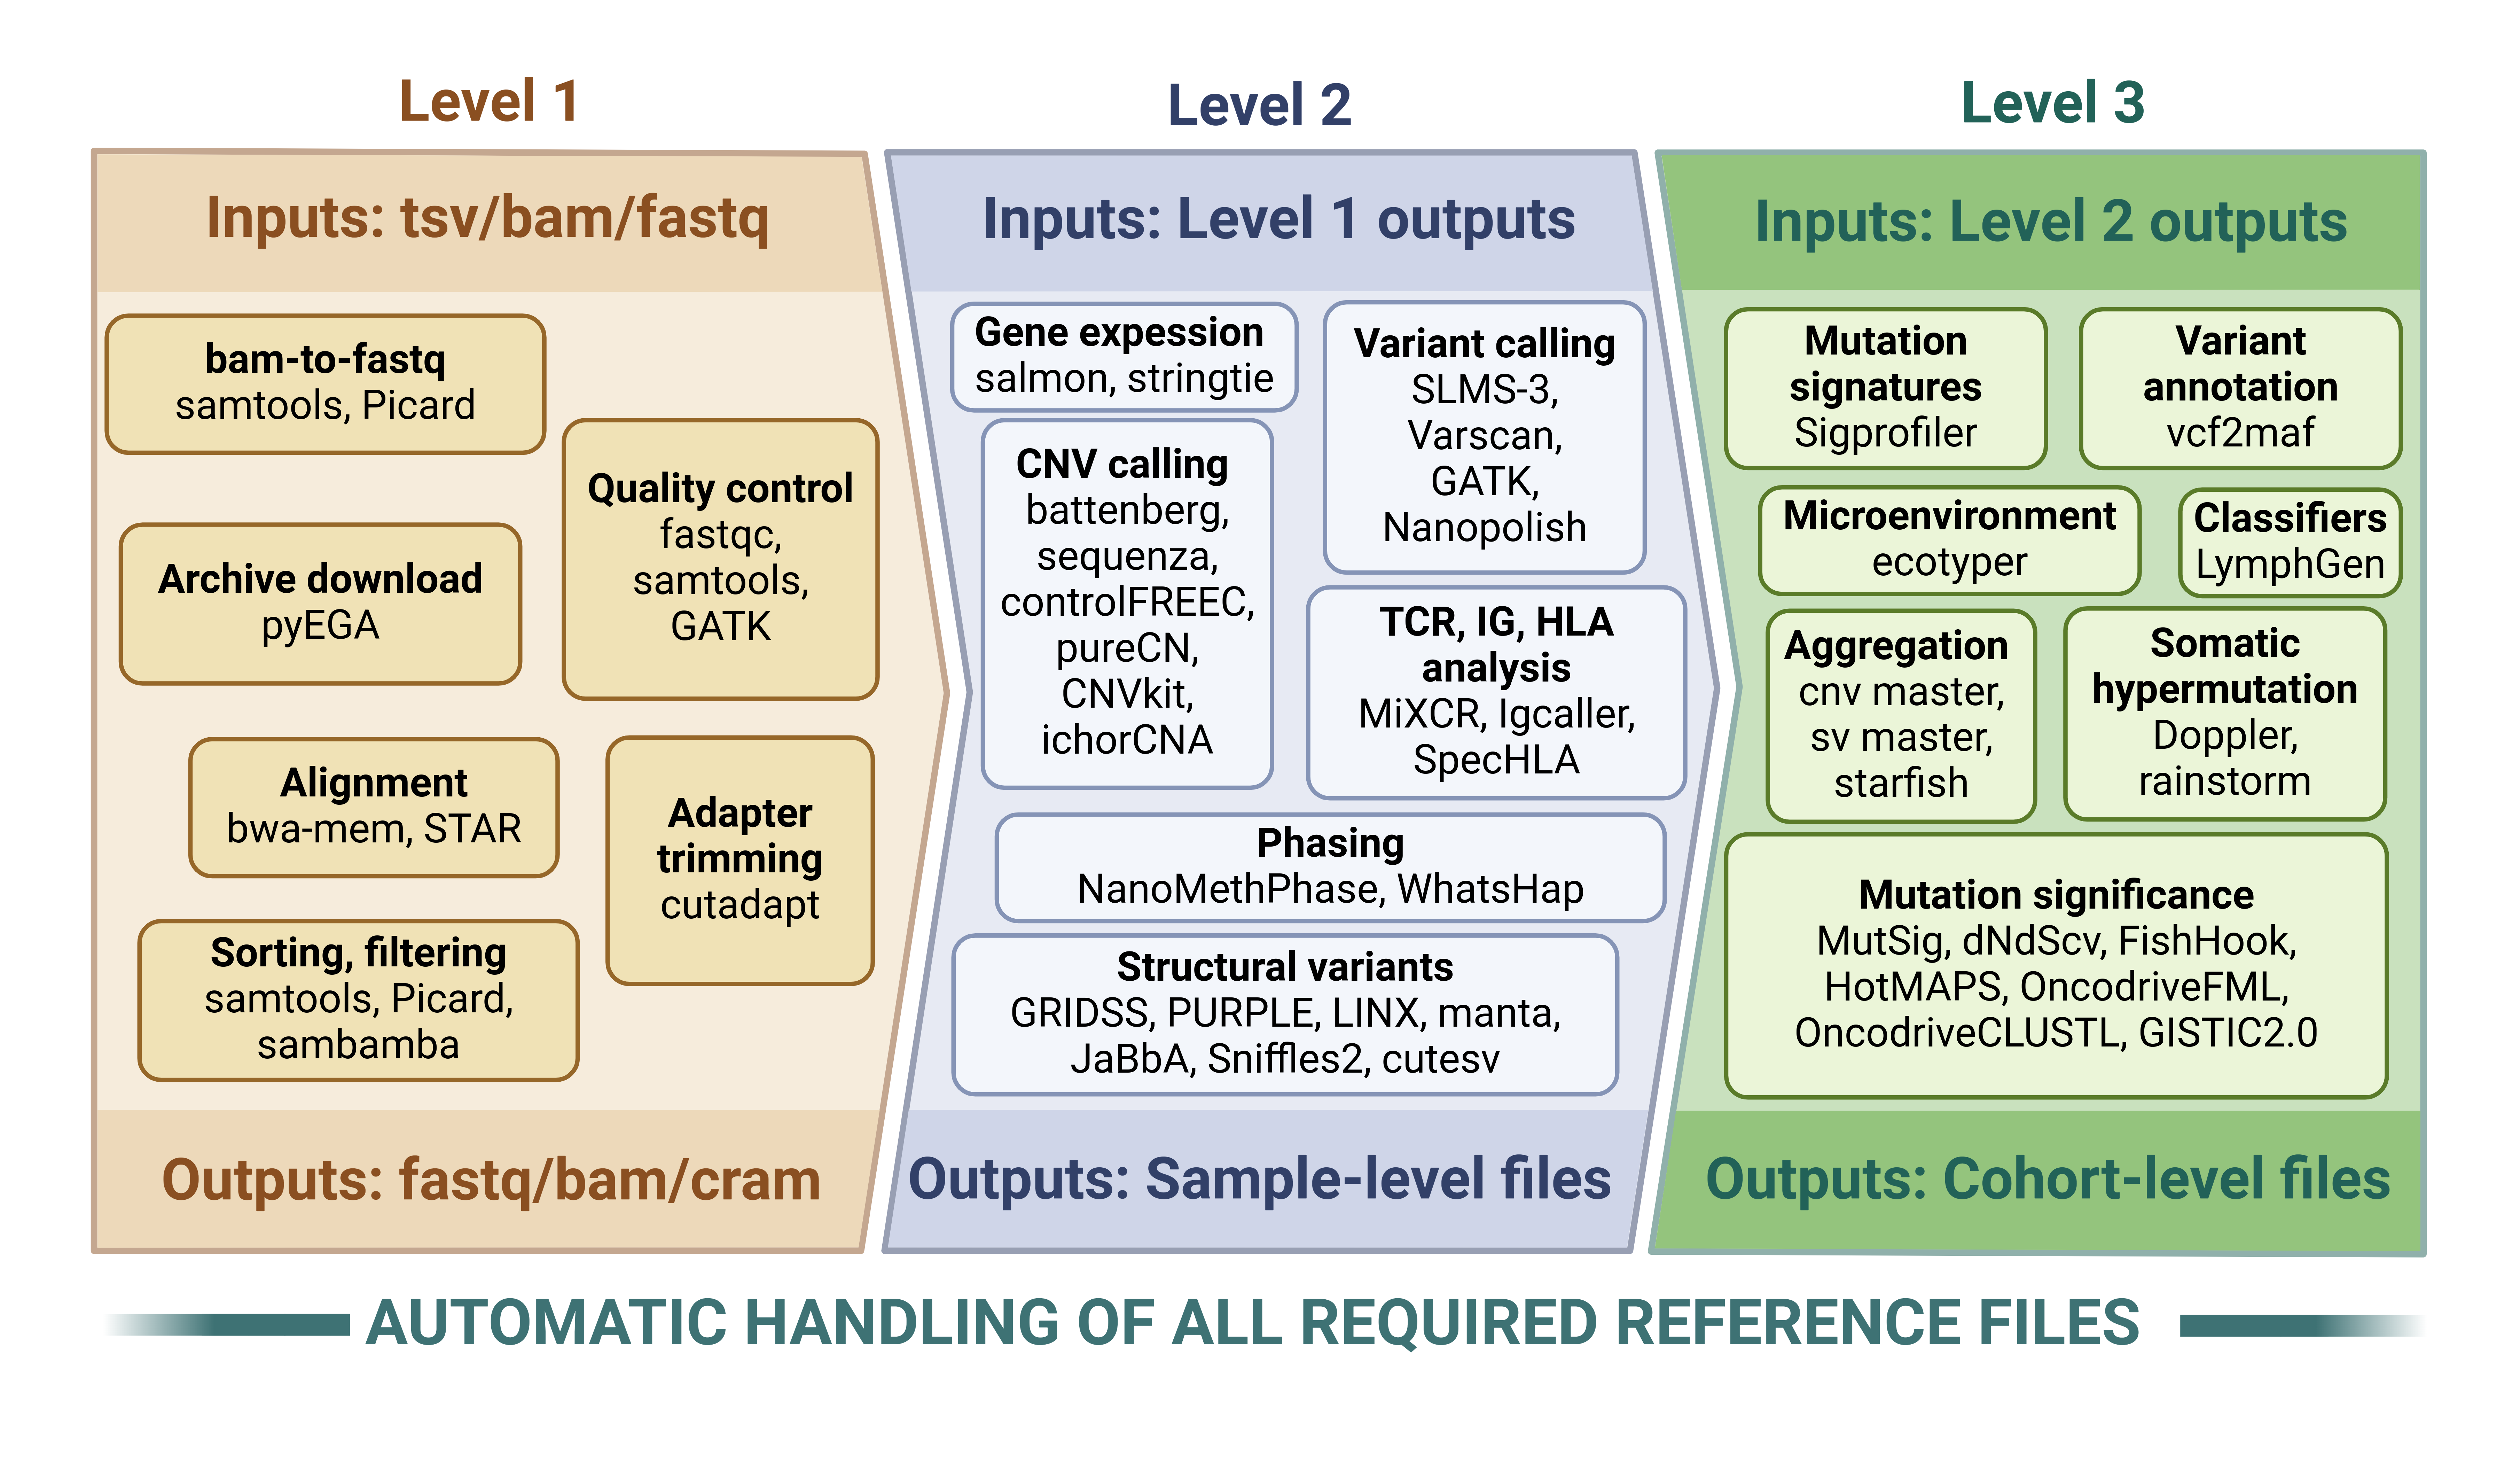 Level 1
Inputs: tsv/bam/fastq
bam-to-fastq
samtools, Picard
Quality control
fastqc,
samtools,
GATK
Archive download
pyEGA
Alignment
bwa-mem, STAR
Adapter
trimming
cutadapt
Sorting, filtering
samtools, Picard,
sambamba
Outputs: fastq/bam/cram
Level 2
Inputs: Level 1 outputs
Gene expession
salmon, stringtie
Variant calling
SLMS-3,
Varscan,
GATK,
Nanopolish
CNV calling
battenberg,
sequenza,
controlFREEC,
pureCN,
CNVkit,
ichorCNA
TCR, IG, HLA
analysis
MiXCR, Igcaller,
SpecHLA
Phasing
NanoMethPhase, WhatsHap
Structural variants
GRIDSS, PURPLE, LINX, manta,
JaBbA, Sniffles2, cutesv
Outputs: Sample-level files
Level 3
Inputs: Level 2 outputs
Mutation
signatures
Sigprofiler
Variant
annotation
vcf2maf
Microenvironment
ecotyper
Classifiers
LymphGen
Aggregation
cnv master,
sv master,
starfish
Somatic
hypermutation
Doppler,
rainstorm
Mutation significance
MutSig, dNdScv, FishHook,
HotMAPS, OncodriveFML,
OncodriveCLUSTL, GISTIC2.0
Outputs: Cohort-level files
AUTOMATIC HANDLING OF ALL REQUIRED REFERENCE FILES